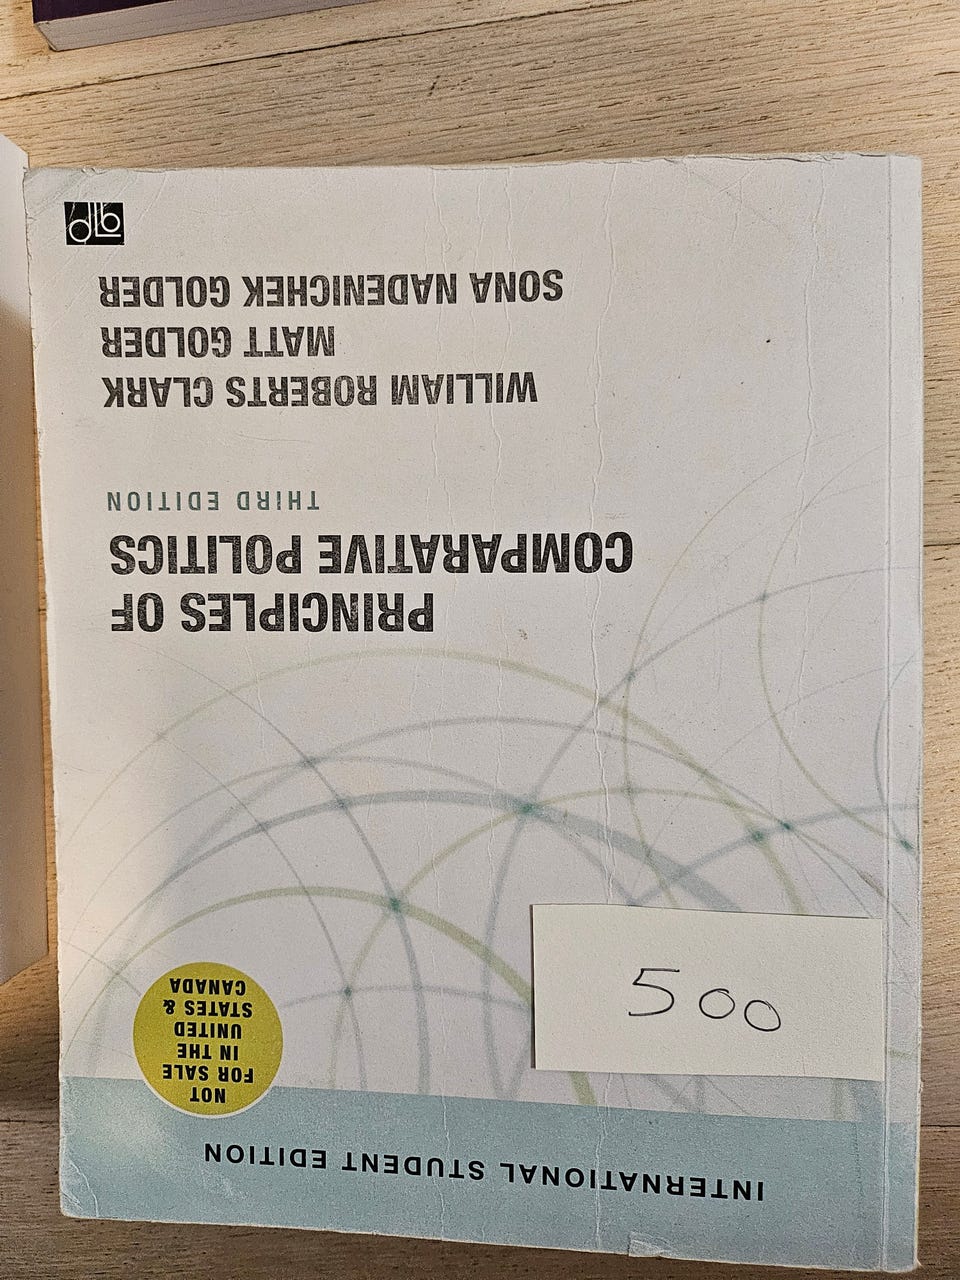 INTERNATIONAL STUDENT EDITION
NOT
FOR SALE
IN THE
UNITED
STATES &
CANADA
500
PRINCIPLES OF
COMPARATIVE POLITICS
THIRD EDITION
WILLIAM ROBERTS CLARK
MATT GOLDER
SONA NADENICHEK GOLDER